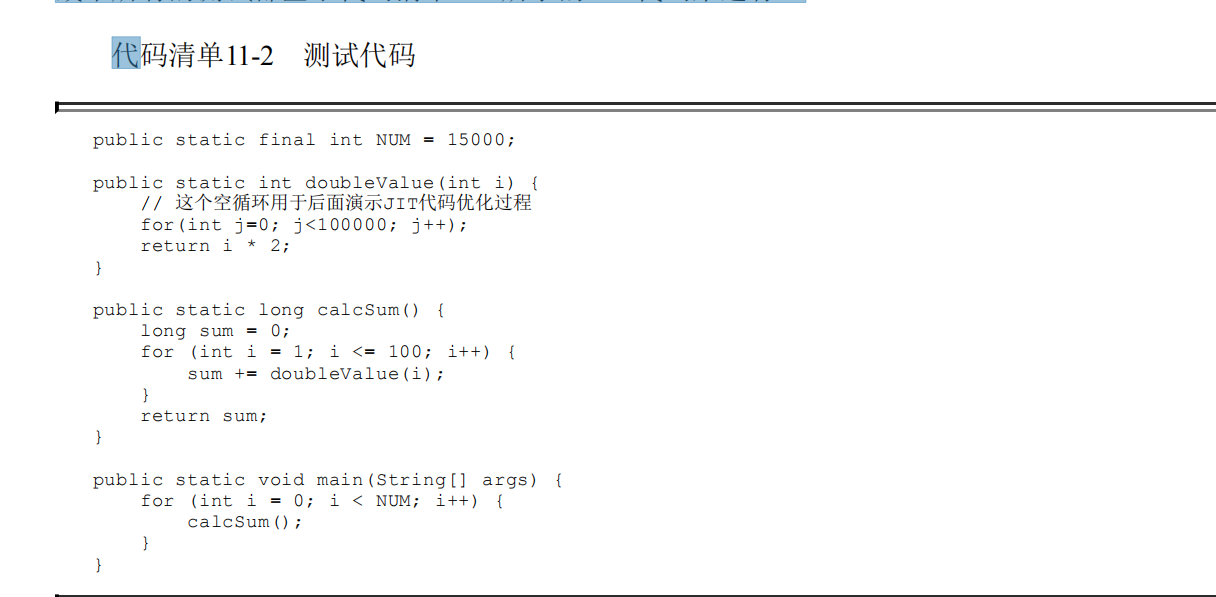 代码清单11-2 测试代码
public static final int NUM = 15000;
public static int doubleValue(int i) {
// 这个空循环用于后面演示JIT代码优化过程
for(int j=0; j<100000; j++);
return i * 2;
}
public static long calcSum() {
long sum = 0;
for (int i = 1; i <= 100; i++) {
sum += doubleValue(i);
}
return sum;
}
public static void main(String[] args) {
for (int i = 0; i < NUM; i++) {
calcSum();
}
}